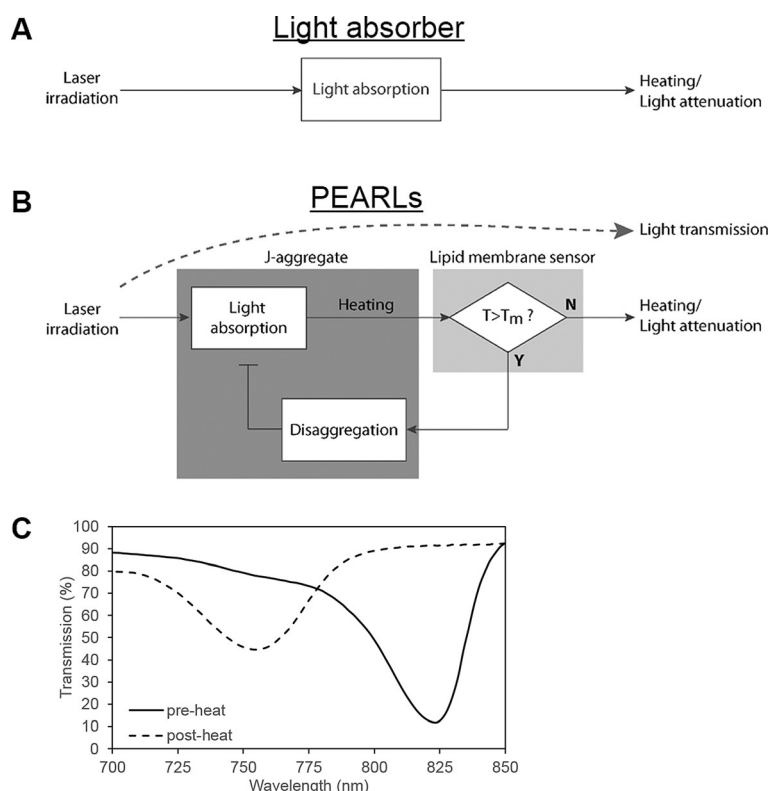 A
Light absorber
Laser
irradiation
Light absorption
Heating/
Light attenuation
B
PEARLs
Light transmission
J-aggregate
Lipid membrane sensor
Laser
irradiation
Light
absorption
Heating
T>Tm ?
N
Heating/
Light attenuation
Y
Disaggregation
C
Transmission (%)
100
90
80
70
60
50
40
30
20
10
0
pre-heat
post-heat
700 725 750 775 800 825 850
Wavelength (nm)